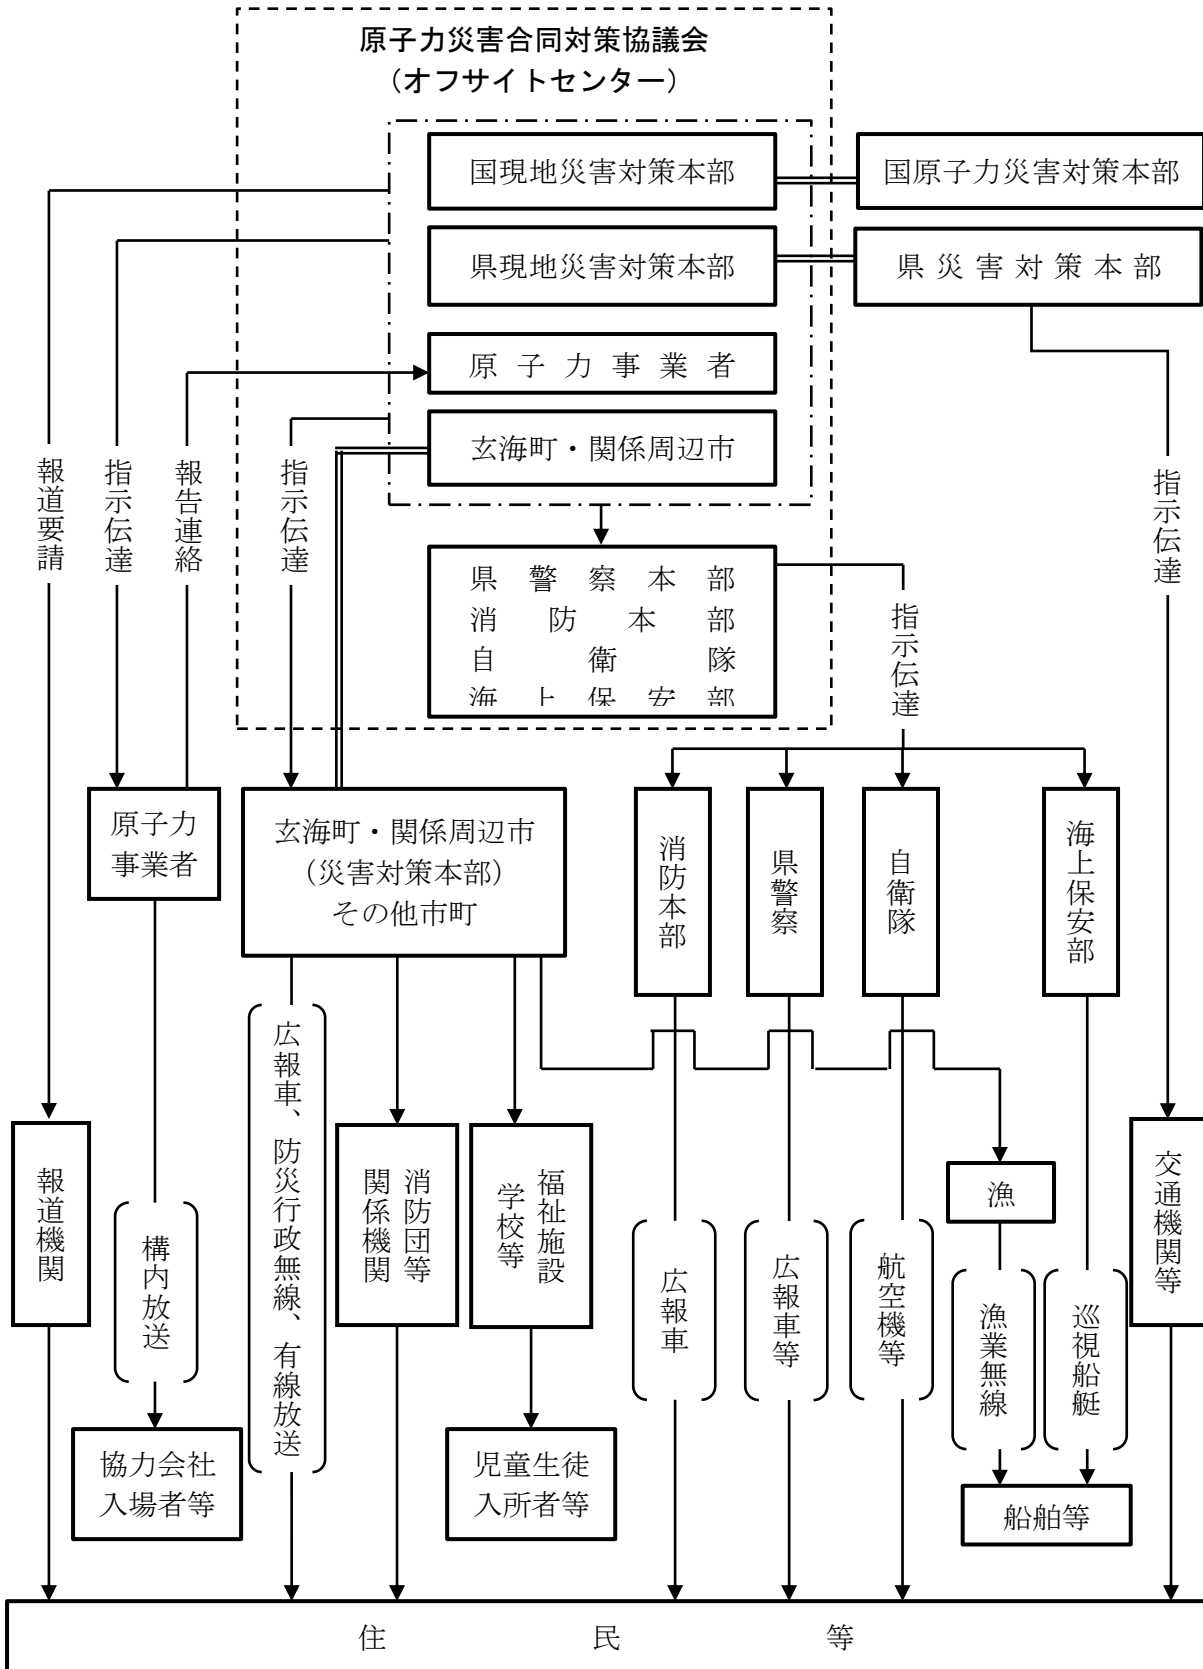 原子力災害合同対策協議会
（オフサイトセンター）
国現地災害対策本部
国原子力災害対策本部
県現地災害対策本部
県災害対策本部
原子力事業者
玄海町・関係周辺市
報道要請
指示伝達
報告連絡
指示伝達
指示伝達
県警察本部
消防本部
自衛隊
海上保安部
指示伝達
原子力
事業者
玄海町・関係周辺市
（災害対策本部）
その他市町
消防本部
県警察
自衛隊
海上保安部
広報車、防災行政無線、有線放送
報道機関
構内放送
消防団等
関係機関
福祉施設
学校等
広報車
広報車等
航空機等
漁
漁業無線
巡視船艇
交通機関等
協力会社
入場者等
児童生徒
入所者等
船舶等
住民等